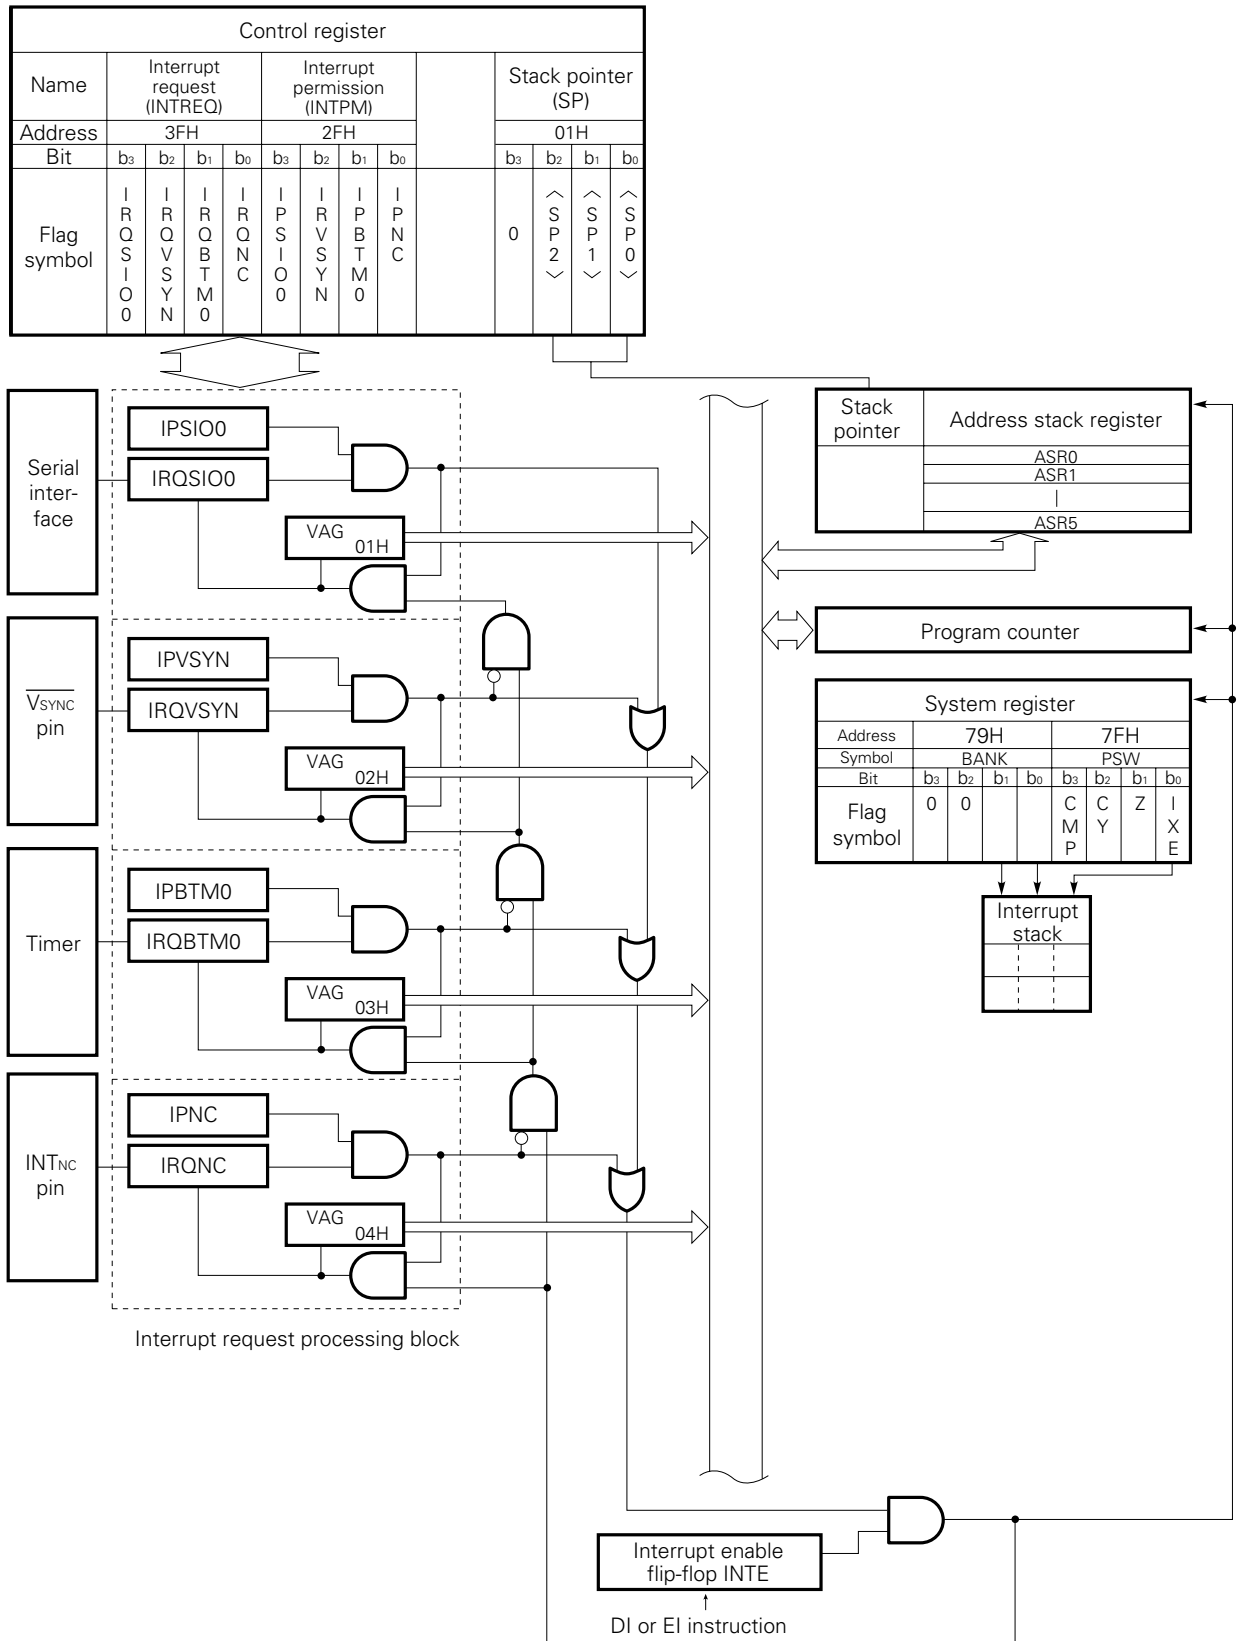 Control register
Name
Interrupt
request
(INTREQ)
Interrupt
permission
(INTPM)
Stack pointer
(SP)
Address
3FH
2FH
01H
Bit
b3 b2 b1 b0 b3 b2 b1 b0 b3 b2 b1 b0
Flag
symbol
IRQSIO0
IRQVSYN
IRQBTM0
IRQNC
IPSIO0
IRVSYN
IPBTM0
IPNC
0
〈SP2〉
〈SP1〉
〈SP0〉
Serial
inter-
face
IPSIO0
IRQSIO0
VAG
01H
VSYNC
pin
IPVSYN
IRQVSYN
VAG
02H
Timer
IPBTM0
IRQBTM0
VAG
03H
INTNC
pin
IPNC
IRQNC
VAG
04H
Interrupt request processing block
Stack
pointer
Address stack register
ASR0
ASR1
ASR5
Program counter
System register
Address 79H 7FH
Symbol BANK PSW
Bit b3 b2 b1 b0 b3 b2 b1 b0
Flag
symbol
0 0
CMP
CY
Z
IXE
Interrupt
stack
Interrupt enable
flip-flop INTE
DI or EI instruction